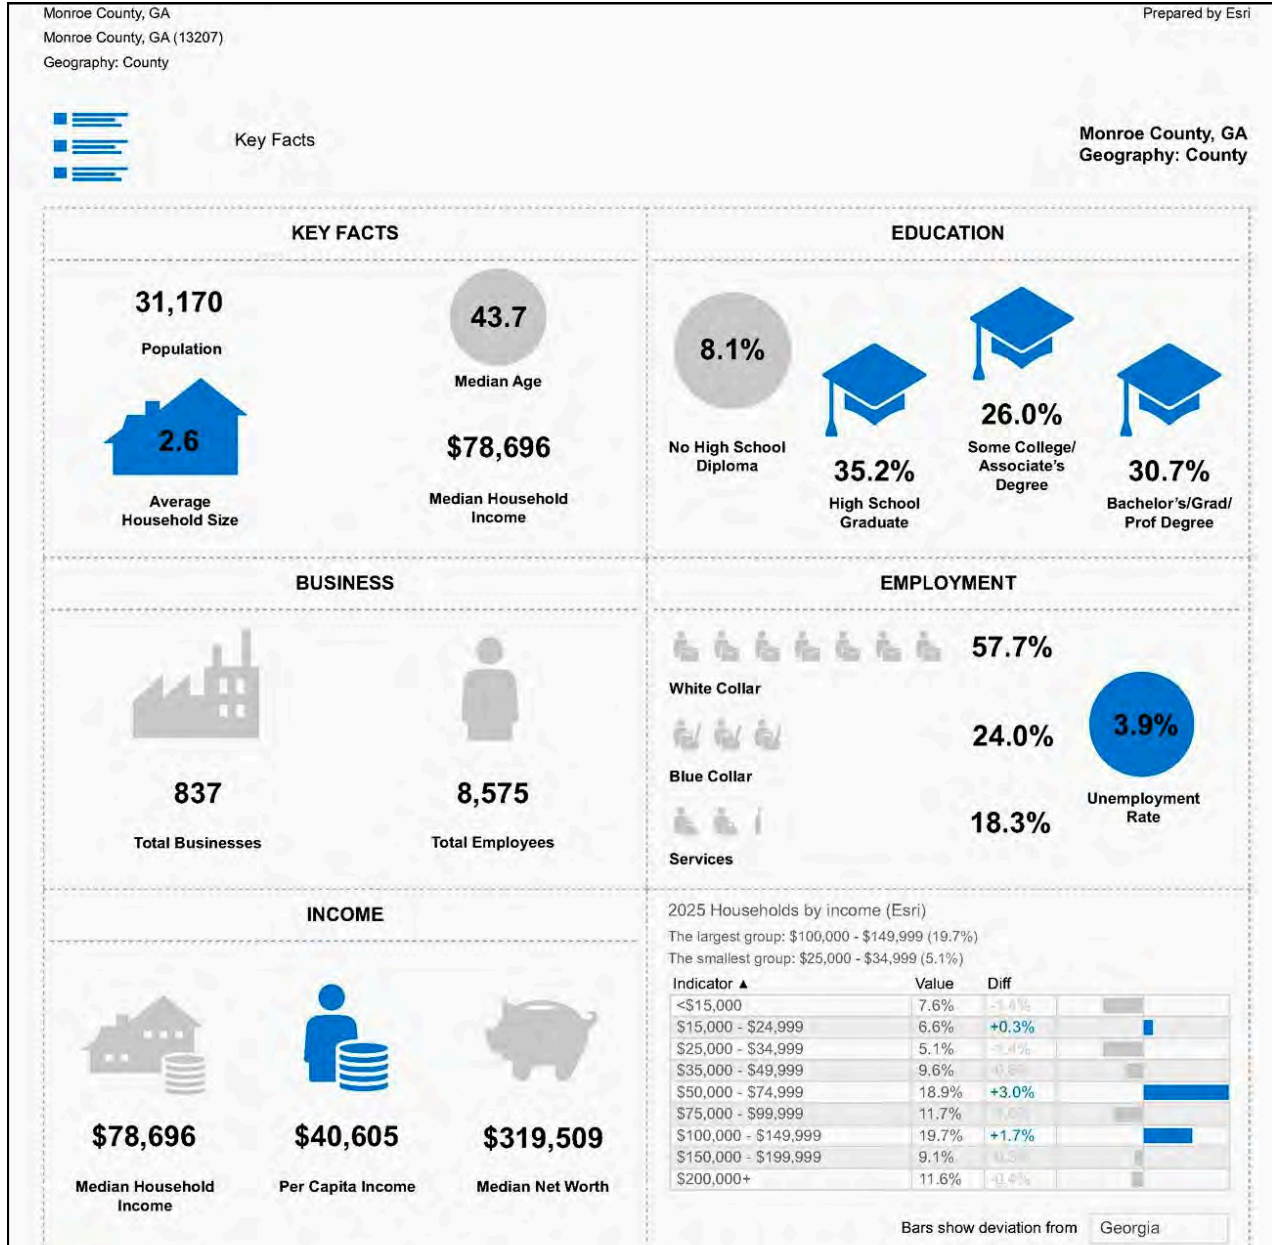 Monroe County, GA
Prepared by Esri
Monroe County, GA (13207)
Geography: County
Key Facts
Monroe County, GA
Geography: County
KEY FACTS
31,170
Population
43.7
Median Age
2.6
Average
Household Size
$78,696
Median Household
Income
EDUCATION
8.1%
No High School
Diploma
35.2%
High School
Graduate
26.0%
Some College/
Associate's
Degree
30.7%
Bachelor's/Grad/
Prof Degree
BUSINESS
837
Total Businesses
8,575
Total Employees
EMPLOYMENT
57.7%
White Collar
24.0%
Blue Collar
18.3%
Services
3.9%
Unemployment
Rate
INCOME
$78,696
Median Household
Income
$40,605
Per Capita Income
$319,509
Median Net Worth
2025 Households by income (Esri)
The largest group: $100,000 - $149,999 (19.7%)
The smallest group: $25,000 - $34,999 (5.1%)
Indicator ▲ Value Diff
<$15,000 7.6% -1.4%
$15,000 - $24,999 6.6% +0.3%
$25,000 - $34,999 5.1% -1.4%
$35,000 - $49,999 9.6%
$50,000 - $74,999 18.9% +3.0%
$75,000 - $99,999 11.7%
$100,000 - $149,999 19.7% +1.7%
$150,000 - $199,999 9.1%
$200,000+ 11.6% -0.4%
Bars show deviation from Georgia